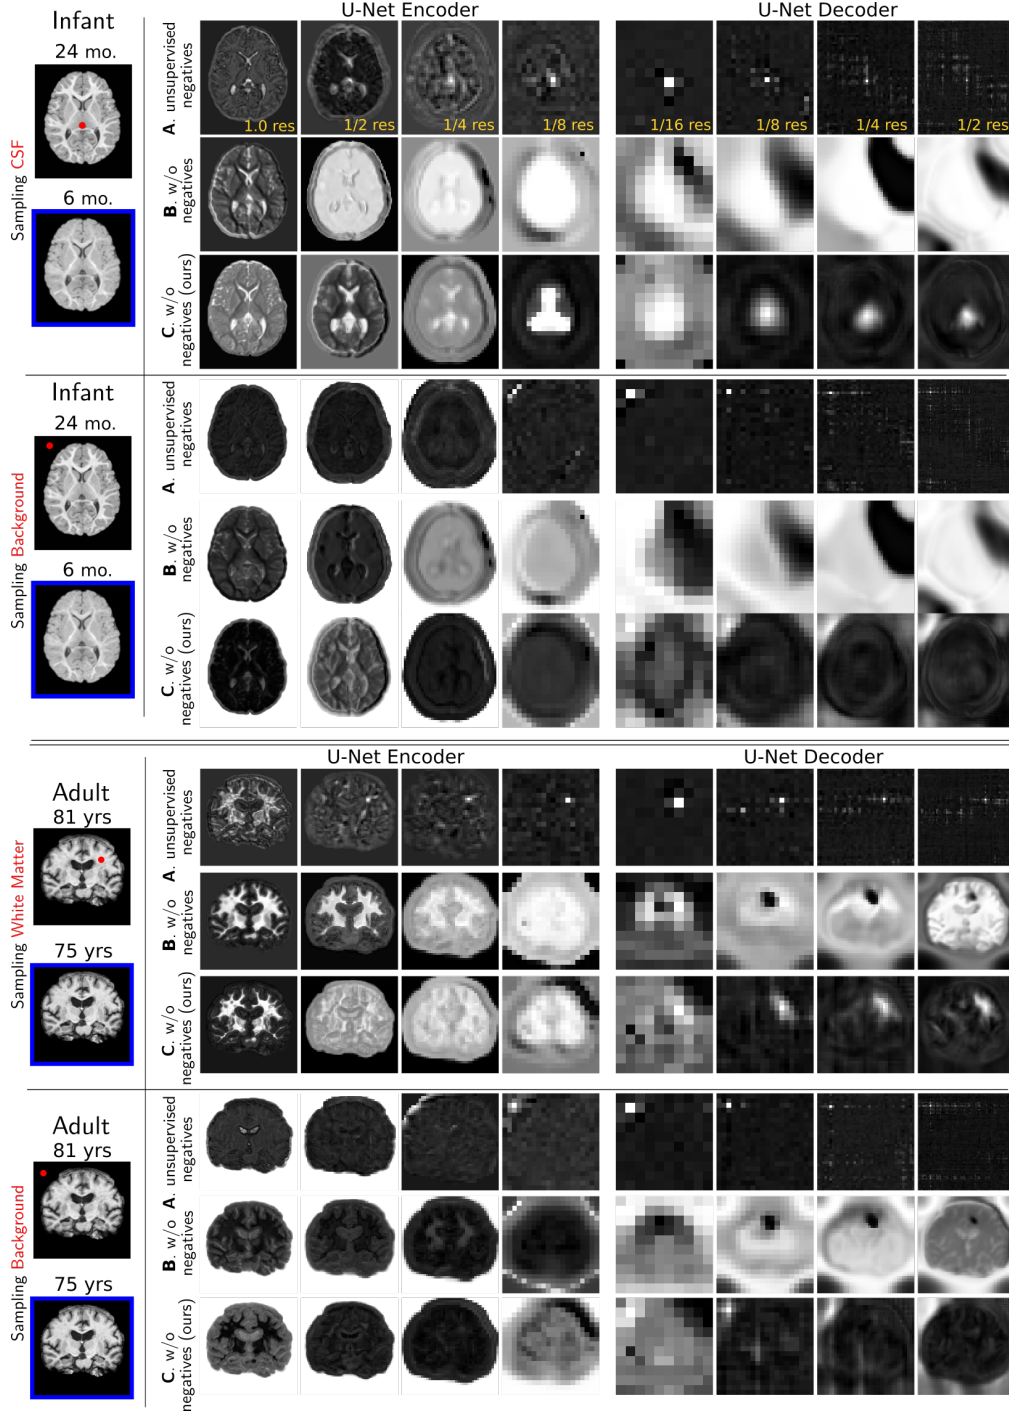 U-Net Encoder
U-Net Decoder
Infant
24 mo.
6 mo.
Sampling CSF
A. unsupervised
negatives
1.0 res
1/2 res
1/4 res
1/8 res
1/16 res
1/8 res
1/4 res
1/2 res
B. w/o
negatives
C. w/o
negatives (ours)
Infant
24 mo.
6 mo.
Sampling Background
A. unsupervised
negatives
B. w/o
negatives
C. w/o
negatives (ours)
U-Net Encoder
U-Net Decoder
Adult
81 yrs
75 yrs
Sampling White Matter
A. unsupervised
negatives
B. w/o
negatives
C. w/o
negatives (ours)
Adult
81 yrs
75 yrs
Sampling Background
A. unsupervised
negatives
B. w/o
negatives
C. w/o
negatives (ours)